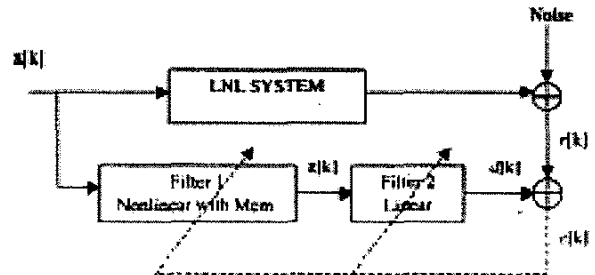 Noise
x[k]
LNL SYSTEM
r[k]
Filter 1
Nonlinear with Mem
z[k]
Filter 2
Linear
d[k]
e[k]